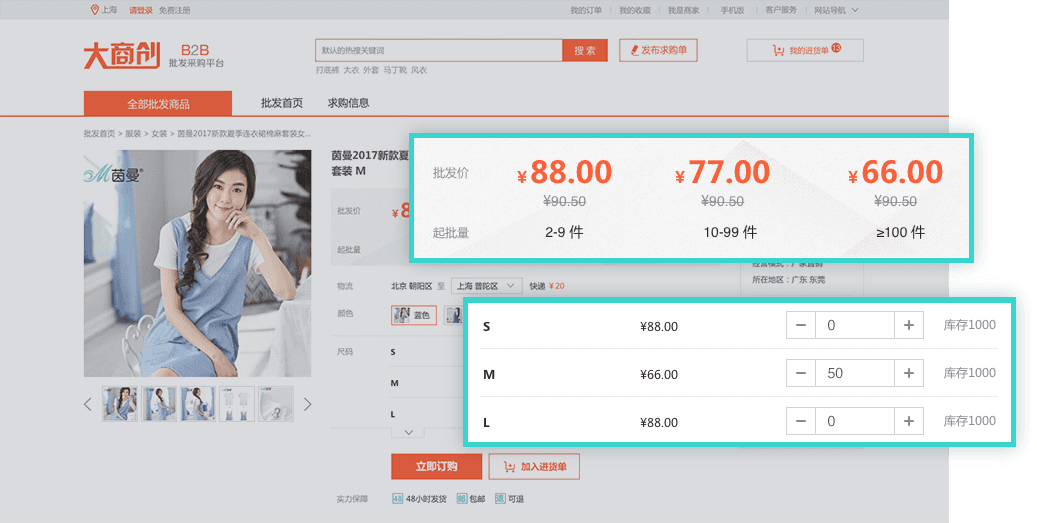 上海 请登录 免费注册 我的订单 我的收藏 我是商家 手机版 客户服务 网站导航
大商创 B2B 批发采购平台
默认的热搜关键词 搜索 发布求购单 我的进货单 13
打底裤 大衣 外套 马丁靴 风衣
全部批发商品 批发首页 求购信息
批发首页 > 服装 > 女装 > 茵曼2017新款夏季连衣裙棉麻套装女...
茵曼®
茵曼2017新款夏
套装 M
批发价 ¥8
起批量
批发价 ¥88.00 ¥77.00 ¥66.00
¥90.50 ¥90.50 ¥90.50
起批量 2-9 件 10-99 件 ≥100 件
所在地区：广东 东莞
物流 北京 朝阳区 至 上海 普陀区 快递 ¥20
颜色 蓝色
尺码 S
M
L
S ¥88.00 − 0 + 库存1000
M ¥66.00 − 50 + 库存1000
L ¥88.00 − 0 + 库存1000
立即订购 加入进货单
实力保障 48 48小时发货 包邮 可退